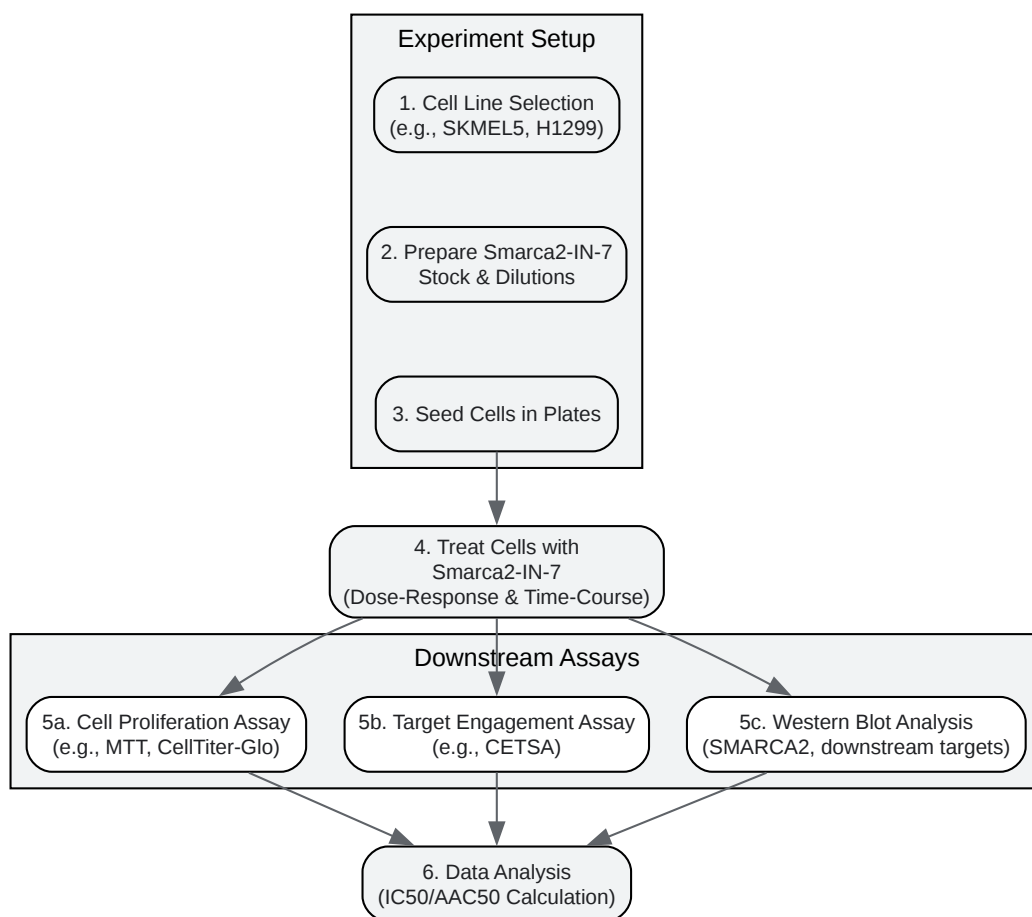 Experiment Setup
1. Cell Line Selection
(e.g., SKMEL5, H1299)
2. Prepare Smarca2-IN-7
Stock & Dilutions
3. Seed Cells in Plates
4. Treat Cells with
Smarca2-IN-7
(Dose-Response & Time-Course)
Downstream Assays
5a. Cell Proliferation Assay
(e.g., MTT, CellTiter-Glo)
5b. Target Engagement Assay
(e.g., CETSA)
5c. Western Blot Analysis
(SMARCA2, downstream targets)
6. Data Analysis
(IC50/AAC50 Calculation)